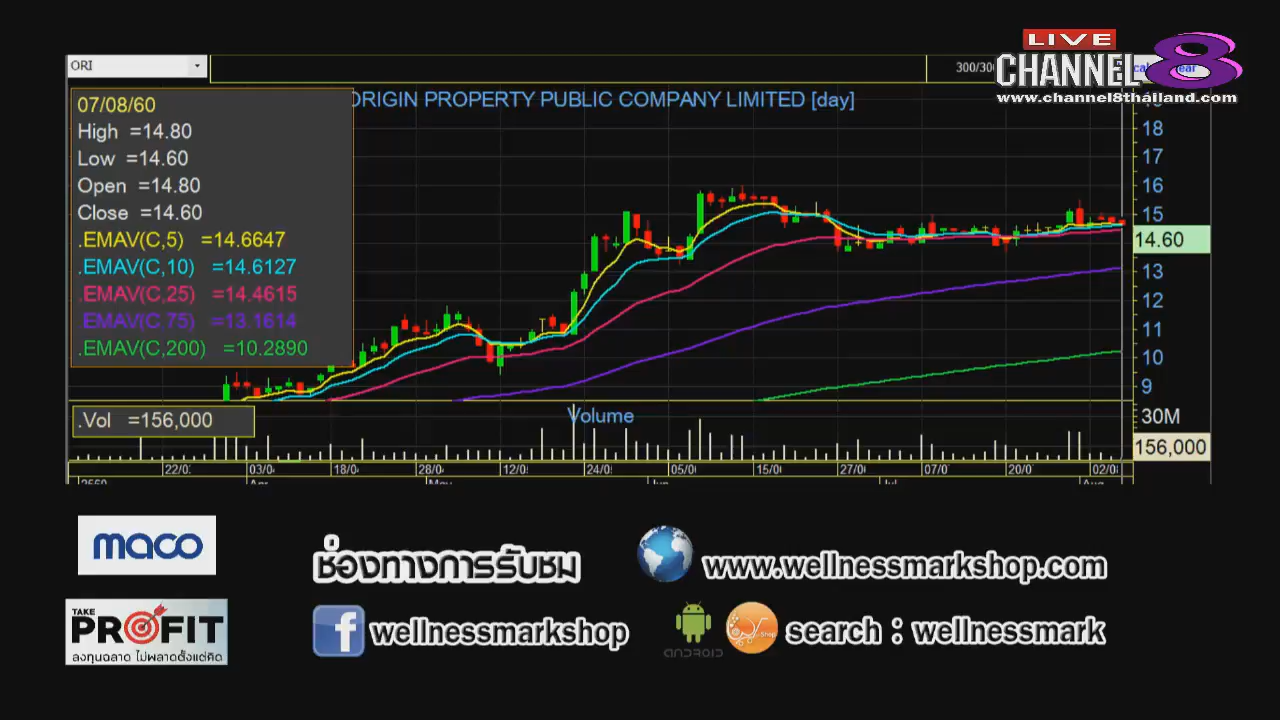 LIVE
CHANNEL 8
www.channel8thailand.com
ORI
300/300
ORIGIN PROPERTY PUBLIC COMPANY LIMITED [day]
07/08/60
High =14.80
Low =14.60
Open =14.80
Close =14.60
.EMAV(C,5) =14.6647
.EMAV(C,10) =14.6127
.EMAV(C,25) =14.4615
.EMAV(C,75) =13.1614
.EMAV(C,200) =10.2890
18
17
16
15
14.60
13
12
11
10
9
.Vol =156,000
Volume
30M
156,000
22/0 03/0 18/0 28/0 12/0 24/0 05/0 15/0 27/0 07/0 20/0 02/0
2560 Apr May Jun Jul Aug
maco
ช่องทางการรับชม
www.wellnessmarkshop.com
TAKE
PROFIT
ลงทุนฉลาด ไม่พลาดตั้งแต่คิด
wellnessmarkshop
ANDROID
search : wellnessmark